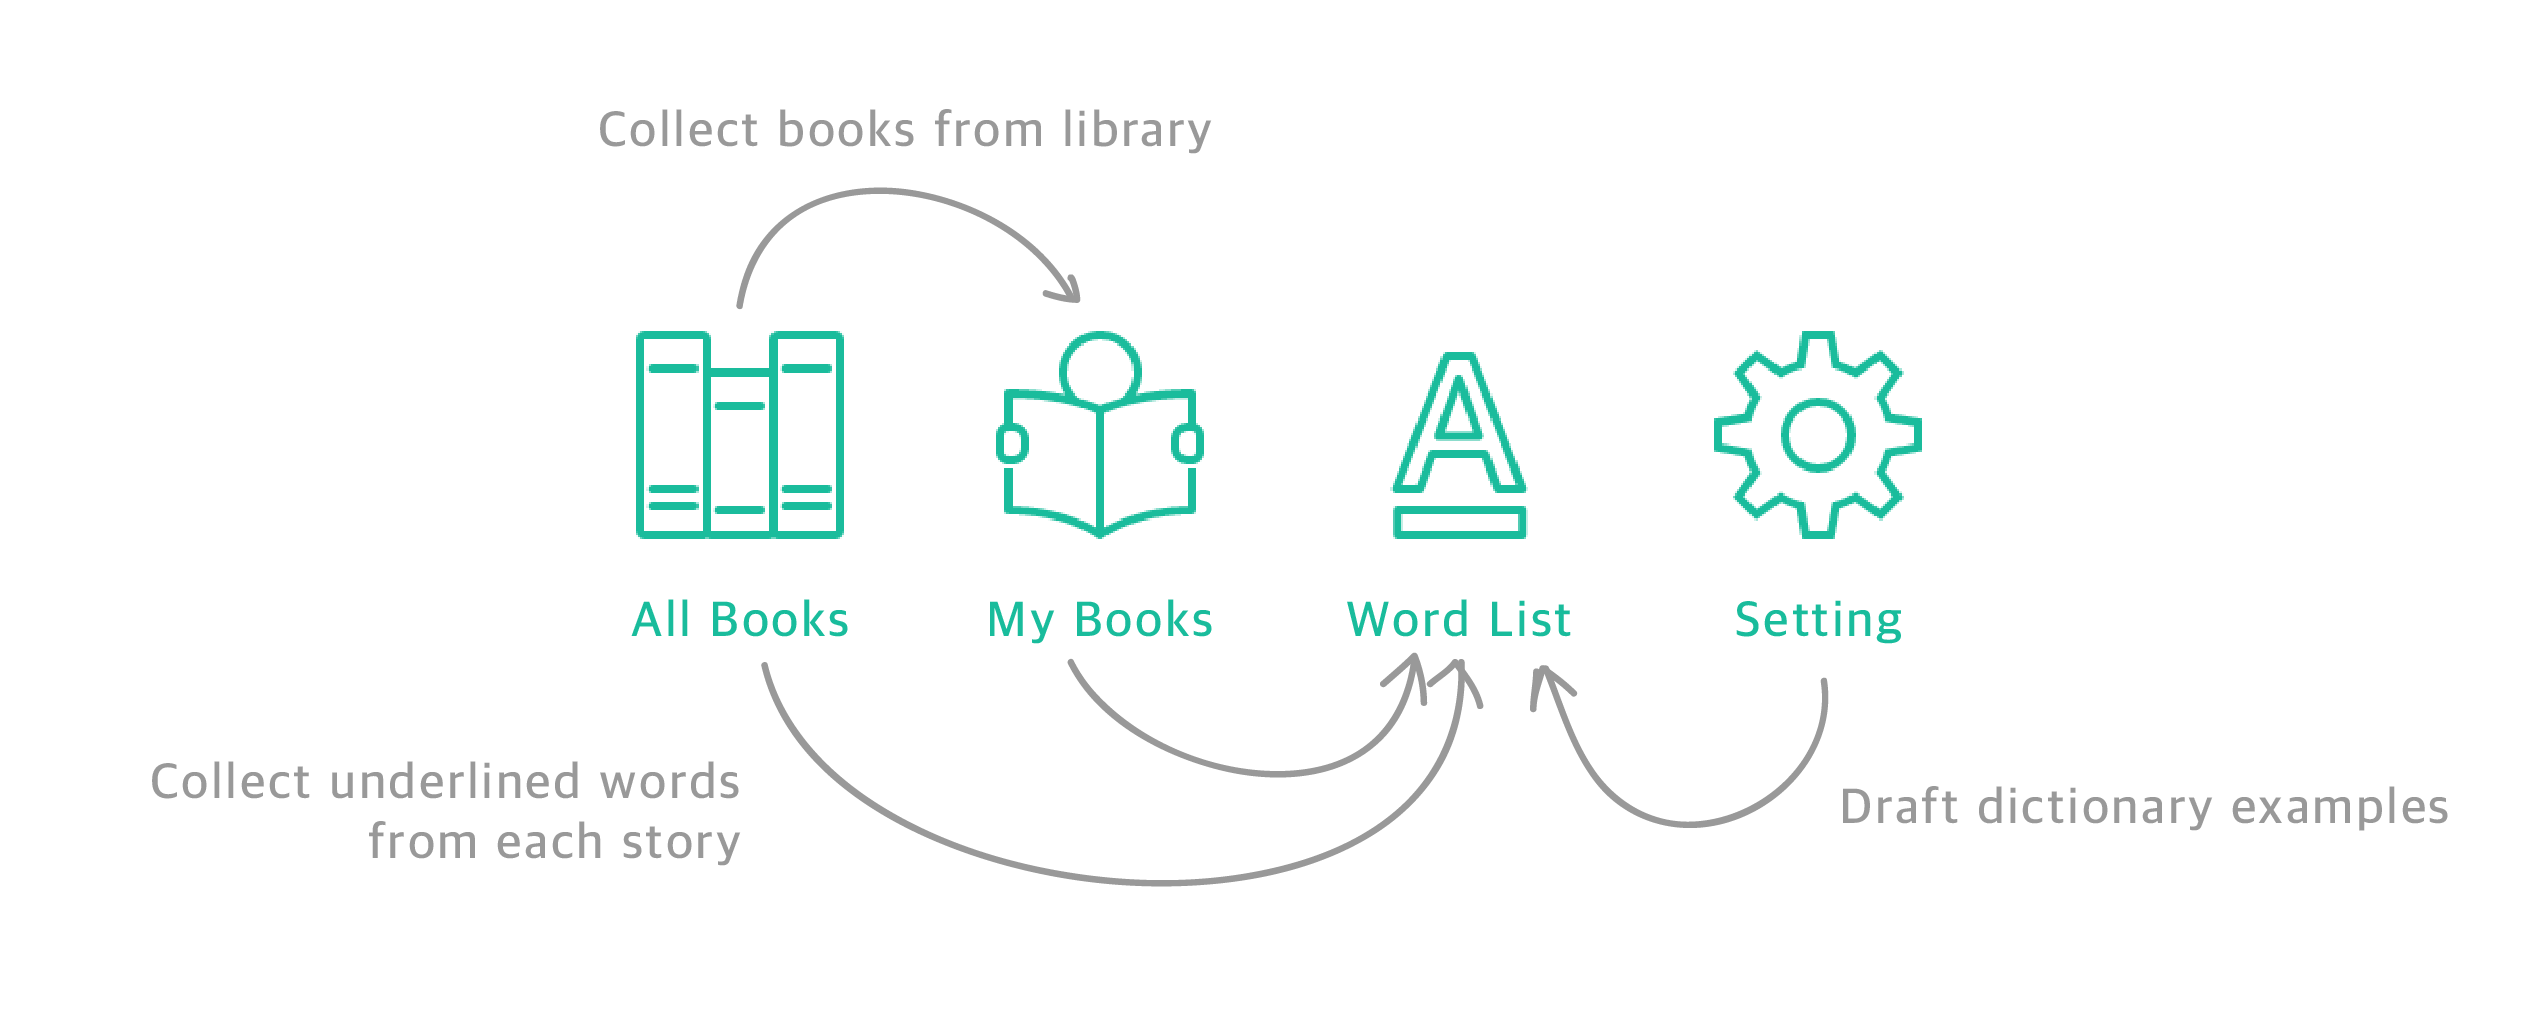 Collect books from library
All Books
My Books
Word List
Setting
Collect underlined words
from each story
Draft dictionary examples